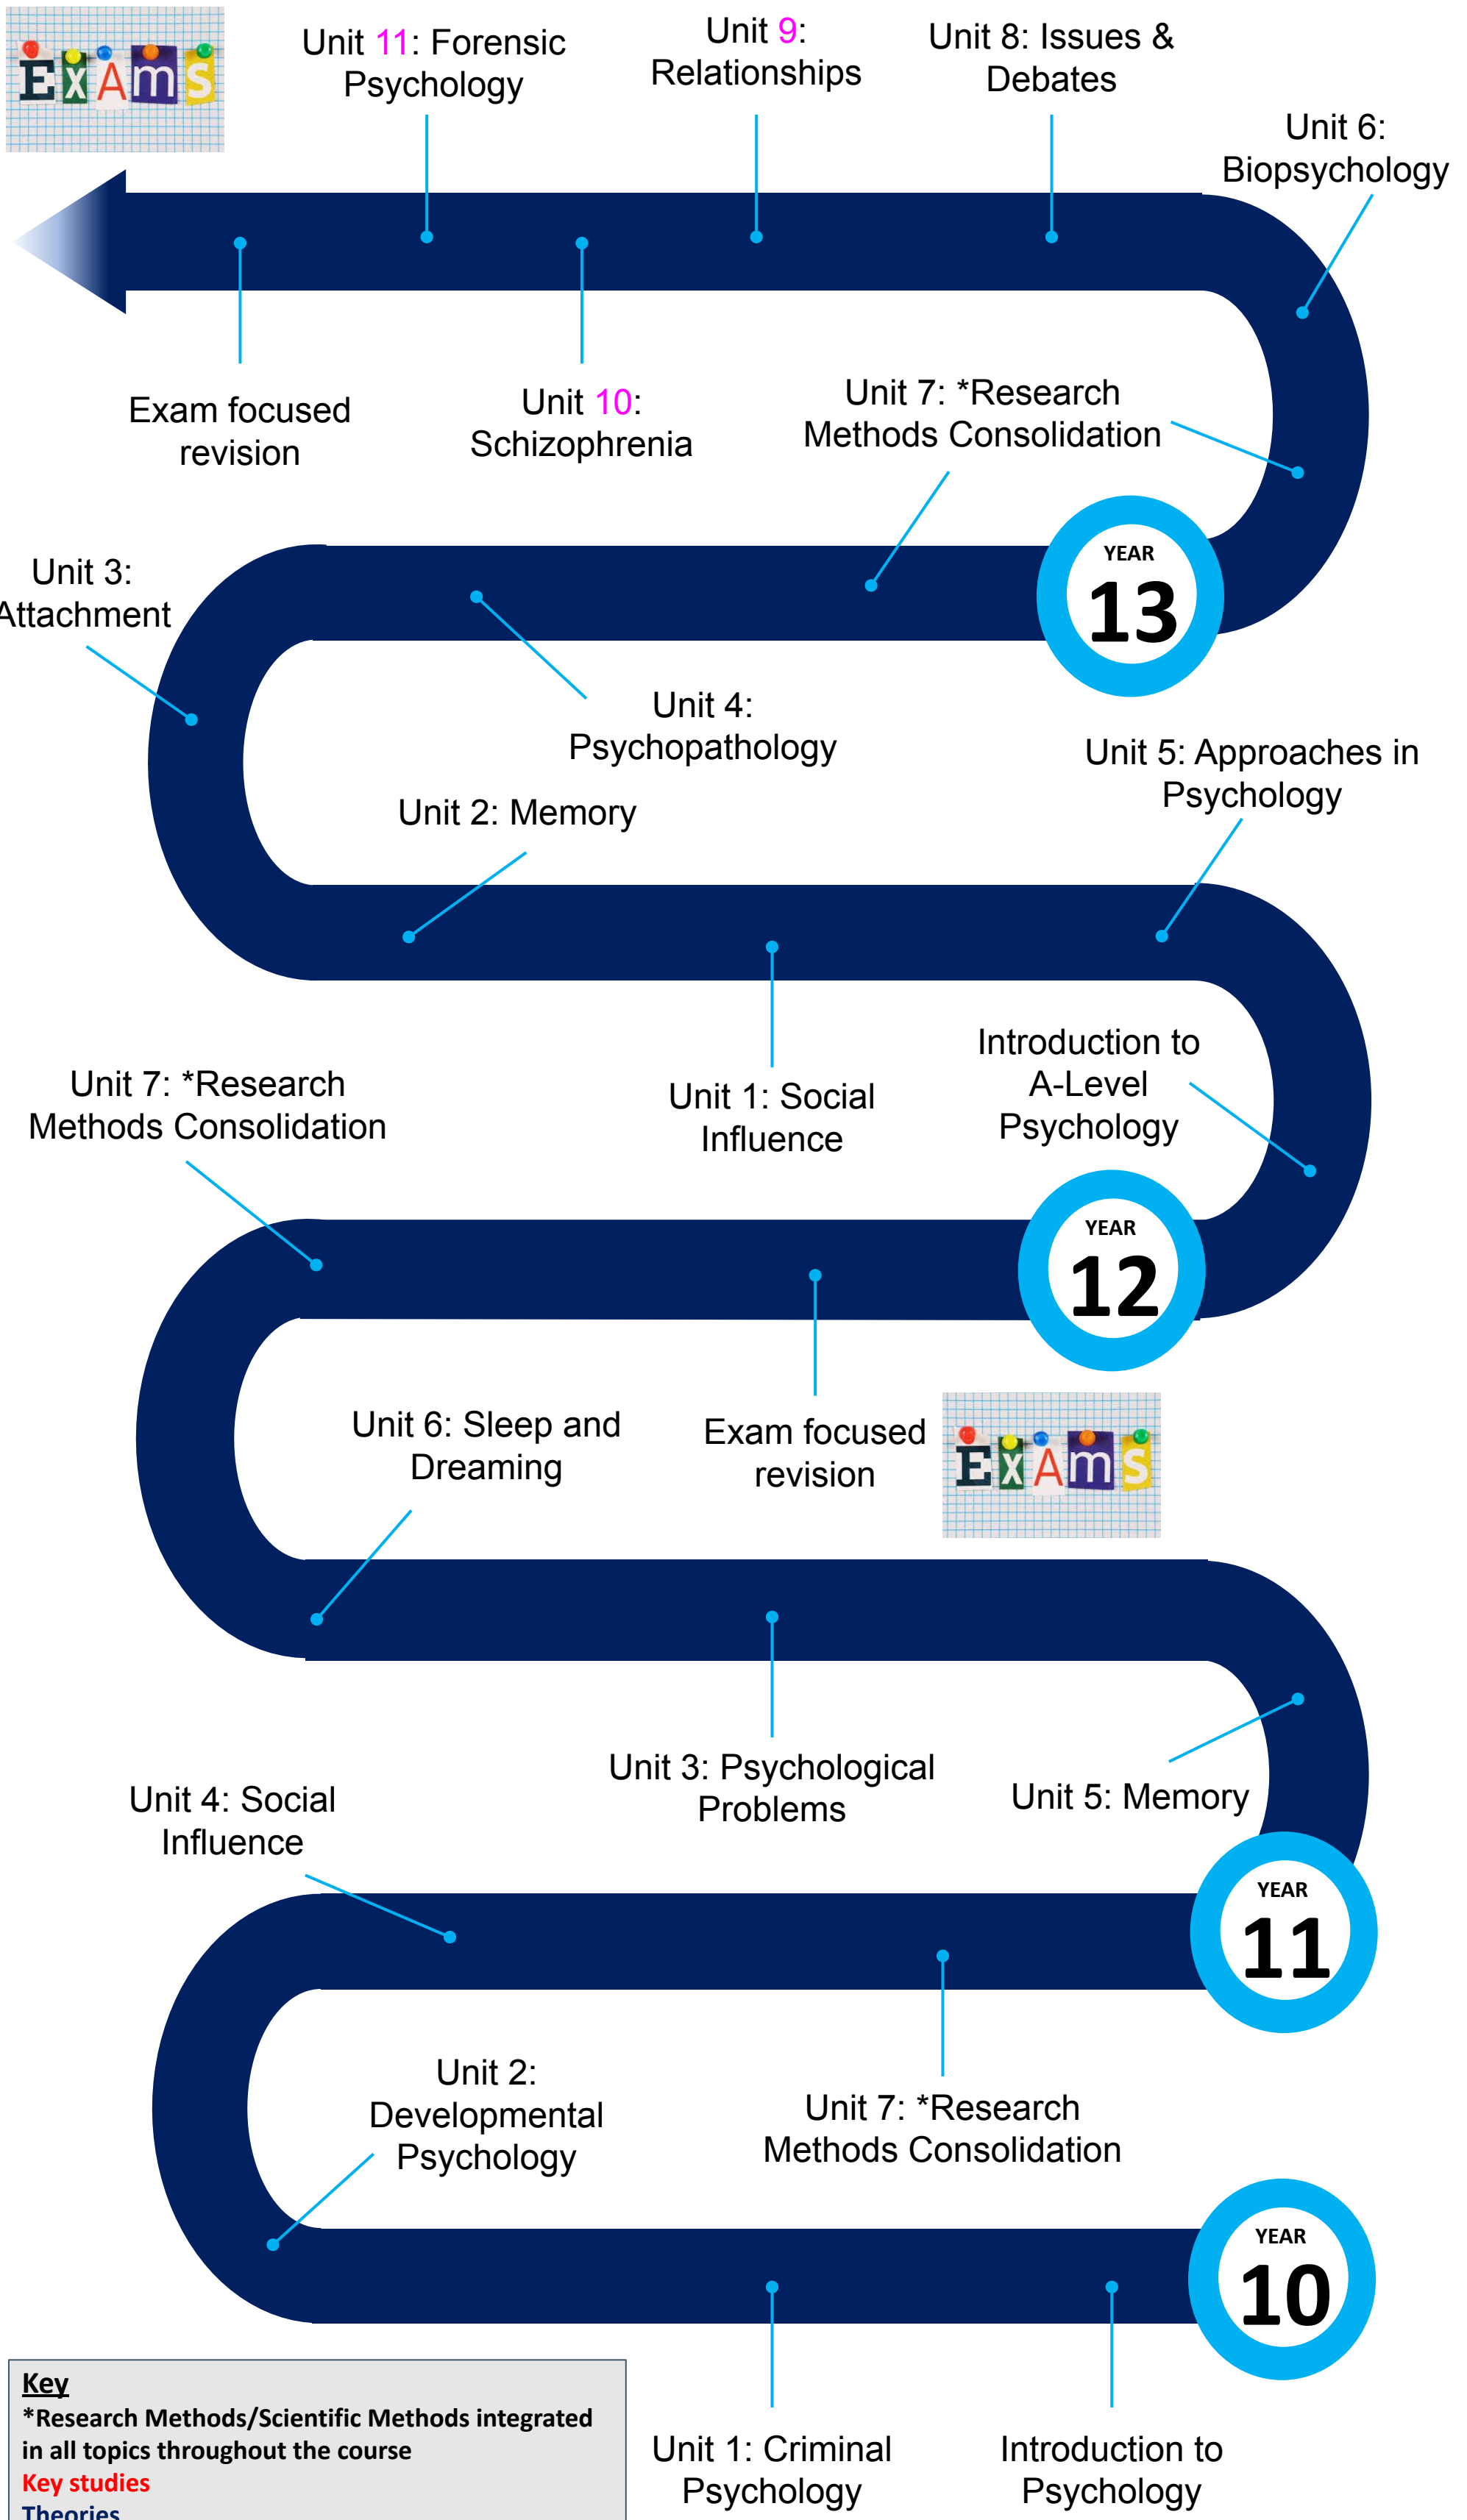 ExAmS
Unit 11: Forensic
Psychology
Unit 9:
Relationships
Unit 8: Issues &
Debates
Unit 6:
Biopsychology
Exam focused
revision
Unit 10:
Schizophrenia
Unit 7: *Research
Methods Consolidation
YEAR
13
Unit 3:
Attachment
Unit 4:
Psychopathology
Unit 5: Approaches in
Psychology
Unit 2: Memory
Unit 7: *Research
Methods Consolidation
Unit 1: Social
Influence
Introduction to
A-Level
Psychology
YEAR
12
Unit 6: Sleep and
Dreaming
Exam focused
revision
ExAmS
Unit 3: Psychological
Problems
Unit 5: Memory
Unit 4: Social
Influence
YEAR
11
Unit 2:
Developmental
Psychology
Unit 7: *Research
Methods Consolidation
YEAR
10
Key
*Research Methods/Scientific Methods integrated
in all topics throughout the course
Key studies
Theories
Unit 1: Criminal
Psychology
Introduction to
Psychology